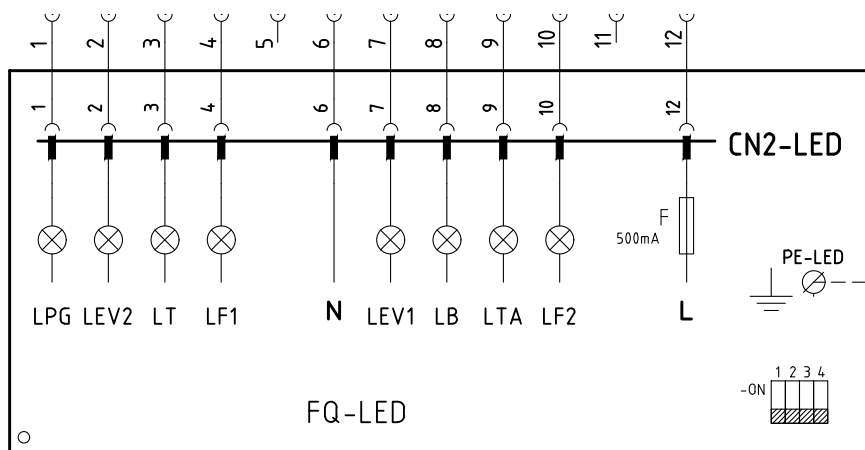 1 2 3 4 5 6 7 8 9 10 11 12
1 2 3 4 6 7 8 9 10 12
CN2-LED
F
500mA
PE-LED
LPG LEV2 LT LF1 N LEV1 LB LTA LF2 L
1 2 3 4
-ON
FQ-LED